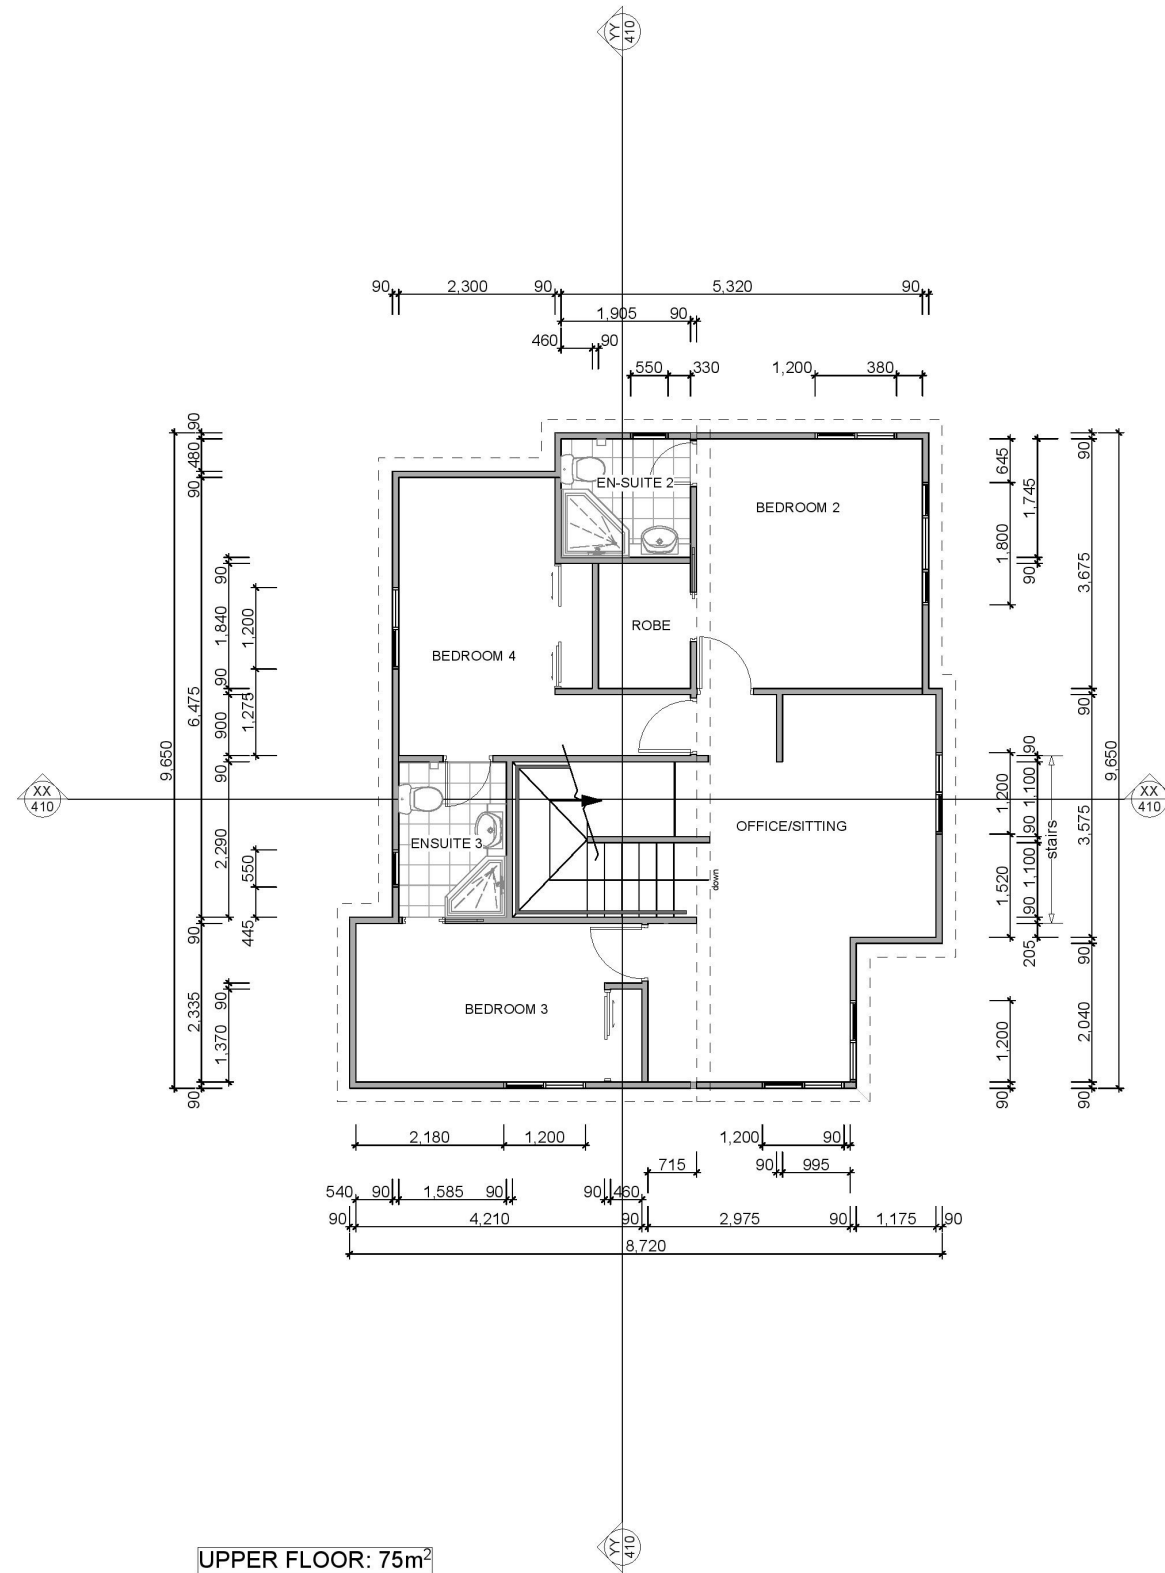 YY
410
90 2,300 90 5,320 90
1,905 90
460 90
550 330 1,200 380
90
480
90
6,475
90
2,335
90
9,650
90
1,840
90
900
90
2,290
90
1,370
1,200
1,275
550
445
EN-SUITE 2
BEDROOM 2
ROBE
BEDROOM 4
OFFICE/SITTING
ENSUITE 3
down
BEDROOM 3
645
1,800
1,200
1,520
1,200
90
1,745
90
90
1,100
90
1,100
90
205
stairs
90
3,675
90
3,575
90
2,040
90
9,650
XX
410
XX
410
2,180 1,200 1,200 90
715 90 995
540 90 1,585 90 90 460
90 4,210 90 2,975 90 1,175 90
8,720
YY
410
UPPER FLOOR: 75m²